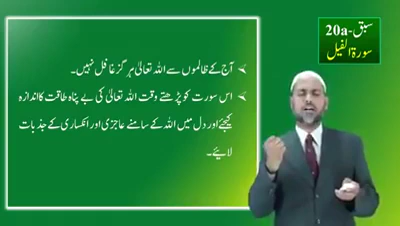 سبق-20a
سورۃ الفیل
آج کے ظالموں سے اللہ تعالیٰ ہرگز غافل نہیں۔
اس سورت کو پڑھتے وقت اللہ تعالیٰ کی بے پناہ طاقت کا اندازہ
کیجئے اور دل میں اللہ کے سامنے عاجزی اور انکساری کے جذبات
لائیے۔